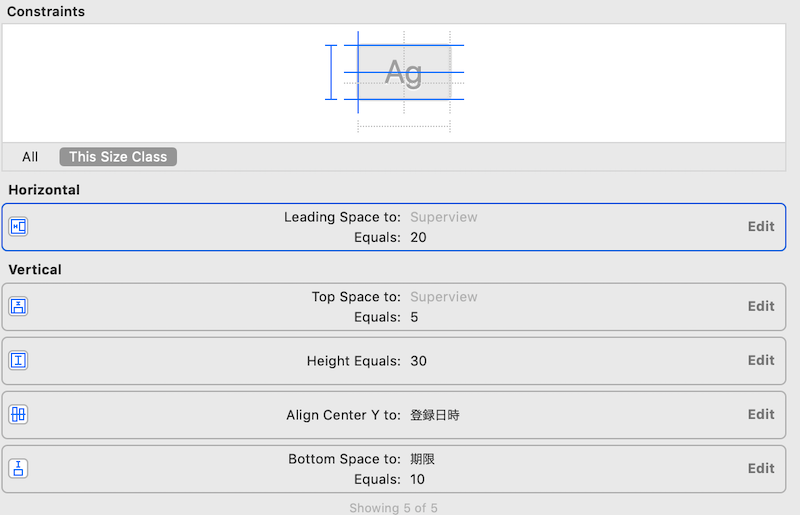 Constraints
Ag
All This Size Class
Horizontal
Leading Space to: Superview
Equals: 20
Edit
Vertical
Top Space to: Superview
Equals: 5
Edit
Height Equals: 30
Edit
Align Center Y to: 登録日時
Edit
Bottom Space to: 期限
Equals: 10
Edit
Showing 5 of 5